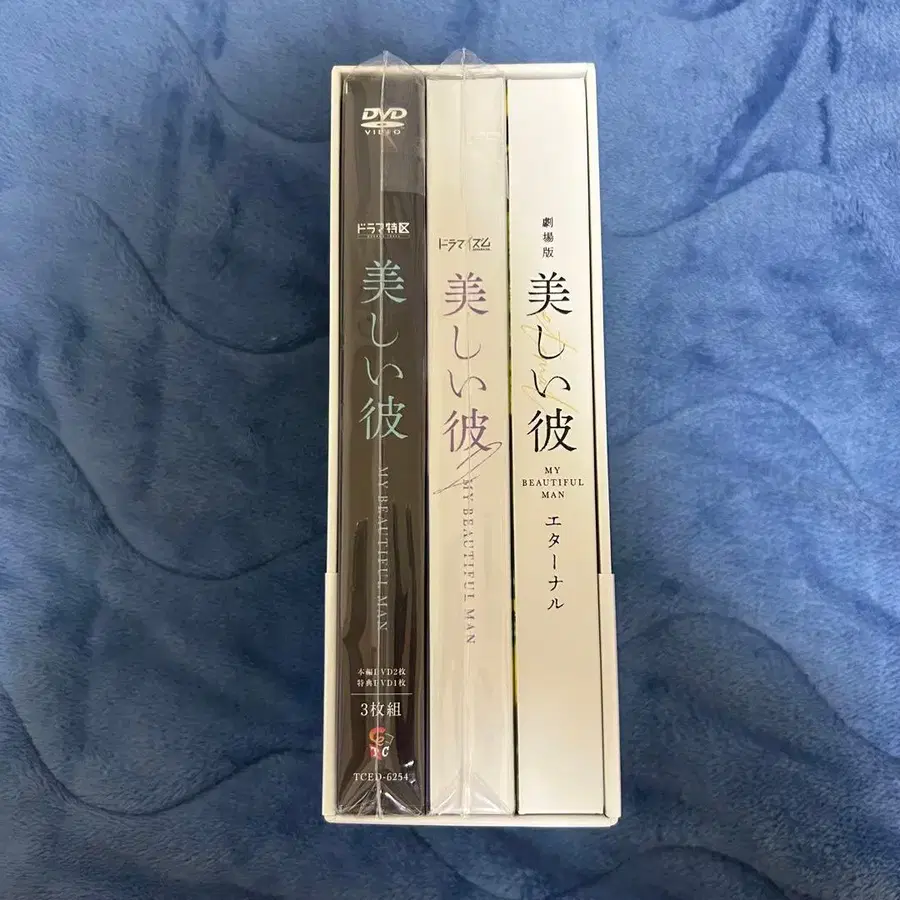 DVD
VIDEO
ドラマ特区
美しい彼
MY BEAUTIFUL MAN
本編DVD2枚
特典DVD1枚
3枚組
TC
TCED-6254
ドラマイズム
美しい彼
2
MY BEAUTIFUL MAN
劇場版
美しい彼
eternal
MY
BEAUTIFUL
MAN
エターナル